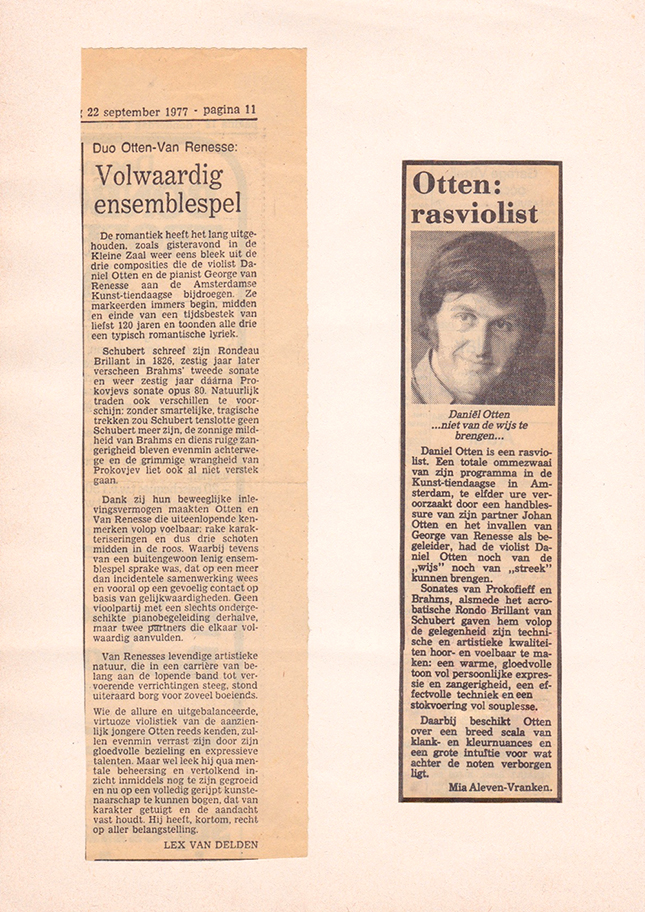 22 september 1977 - pagina 11
Duo Otten-Van Renesse:
Volwaardig
ensemblespel
De romantiek heeft het lang uitge-
houden, zoals gisteravond in de
Kleine Zaal weer eens bleek uit de
drie composities die de violist Da-
niel Otten en de pianist George van
Renesse aan de Amsterdamse
Kunst-tiendaagse bijdroegen. Ze
markeerden immers begin, midden
en einde van een tijdsbestek van
liefst 120 jaren en toonden alle drie
een typisch romantische lyriek.
Schubert schreef zijn Rondeau
Brillant in 1826, zestig jaar later
verscheen Brahms' tweede sonate
en weer zestig jaar dáárna Pro-
kovjevs sonate opus 80. Natuurlijk
traden ook verschillen te voor-
schijn: zonder smartelijke, tragische
trekken zou Schubert tenslotte geen
Schubert meer zijn, de zonnige mild-
heid van Brahms en diens ruige zan-
gerigheid bleven evenmin achterwe-
ge en de grimmige wrangheid van
Prokovjev liet ook al niet verstek
gaan.
Dank zij hun beweeglijke inle-
vingsvermogen maakten Otten en
Van Renesse die uiteenlopende ken-
merken volop voelbaar: rake karak-
teriseringen en dus drie schoten
midden in de roos. Waarbij tevens
van een buitengewoon lenig ensem-
blespel sprake was, dat op een meer
dan incidentele samenwerking wees
en vooral op een gevoelig contact op
basis van gelijkwaardigheden. Geen
vioolpartij met een slechts onderge-
schikte pianobegeleiding derhalve,
maar twee partners die elkaar vol-
waardig aanvulden.
Van Renesses levendige artistieke
natuur, die in een carrière van be-
lang aan de lopende band tot ver-
voerende verrichtingen steeg, stond
uiteraard borg voor zoveel boeiends.
Wie de allure en uitgebalanceerde,
virtuoze violistiek van de aanzien-
lijk jongere Otten reeds kenden, zul-
len evenmin verrast zijn door zijn
gloedvolle bezieling en expressieve
talenten. Maar wel leek hij qua men-
tale beheersing en vertolkend in-
zicht inmiddels nog te zijn gegroeid
en nu op een volledig gerijpt kunste-
naarschap te kunnen bogen, dat van
karakter getuigt en de aandacht
vast houdt. Hij heeft, kortom, recht
op aller belangstelling.
LEX VAN DELDEN
Otten:
rasviolist
Daniël Otten
...niet van de wijs te
brengen...
Daniel Otten is een rasvio-
list. Een totale ommezwaai
van zijn programma in de
Kunst-tiendaagse in Am-
sterdam, te elfder ure ver-
oorzaakt door een handbles-
sure van zijn partner Johan
Otten en het invallen van
George van Renesse als be-
geleider, had de violist Da-
niel Otten noch van de
„wijs” noch van „streek”
kunnen brengen.
Sonates van Prokofieff en
Brahms, alsmede het acro-
batische Rondo Brillant van
Schubert gaven hem volop
de gelegenheid zijn techni-
sche en artistieke kwalitei-
ten hoor- en voelbaar te ma-
ken: een warme, gloedvolle
toon vol persoonlijke expres-
sie en zangerigheid, een ef-
fectvolle techniek en een
stokvoering vol souplesse.
Daarbij beschikt Otten
over een breed scala van
klank- en kleurnuances en
een grote intuïtie voor wat
achter de noten verborgen
ligt.
Mia Aleven-Vranken.